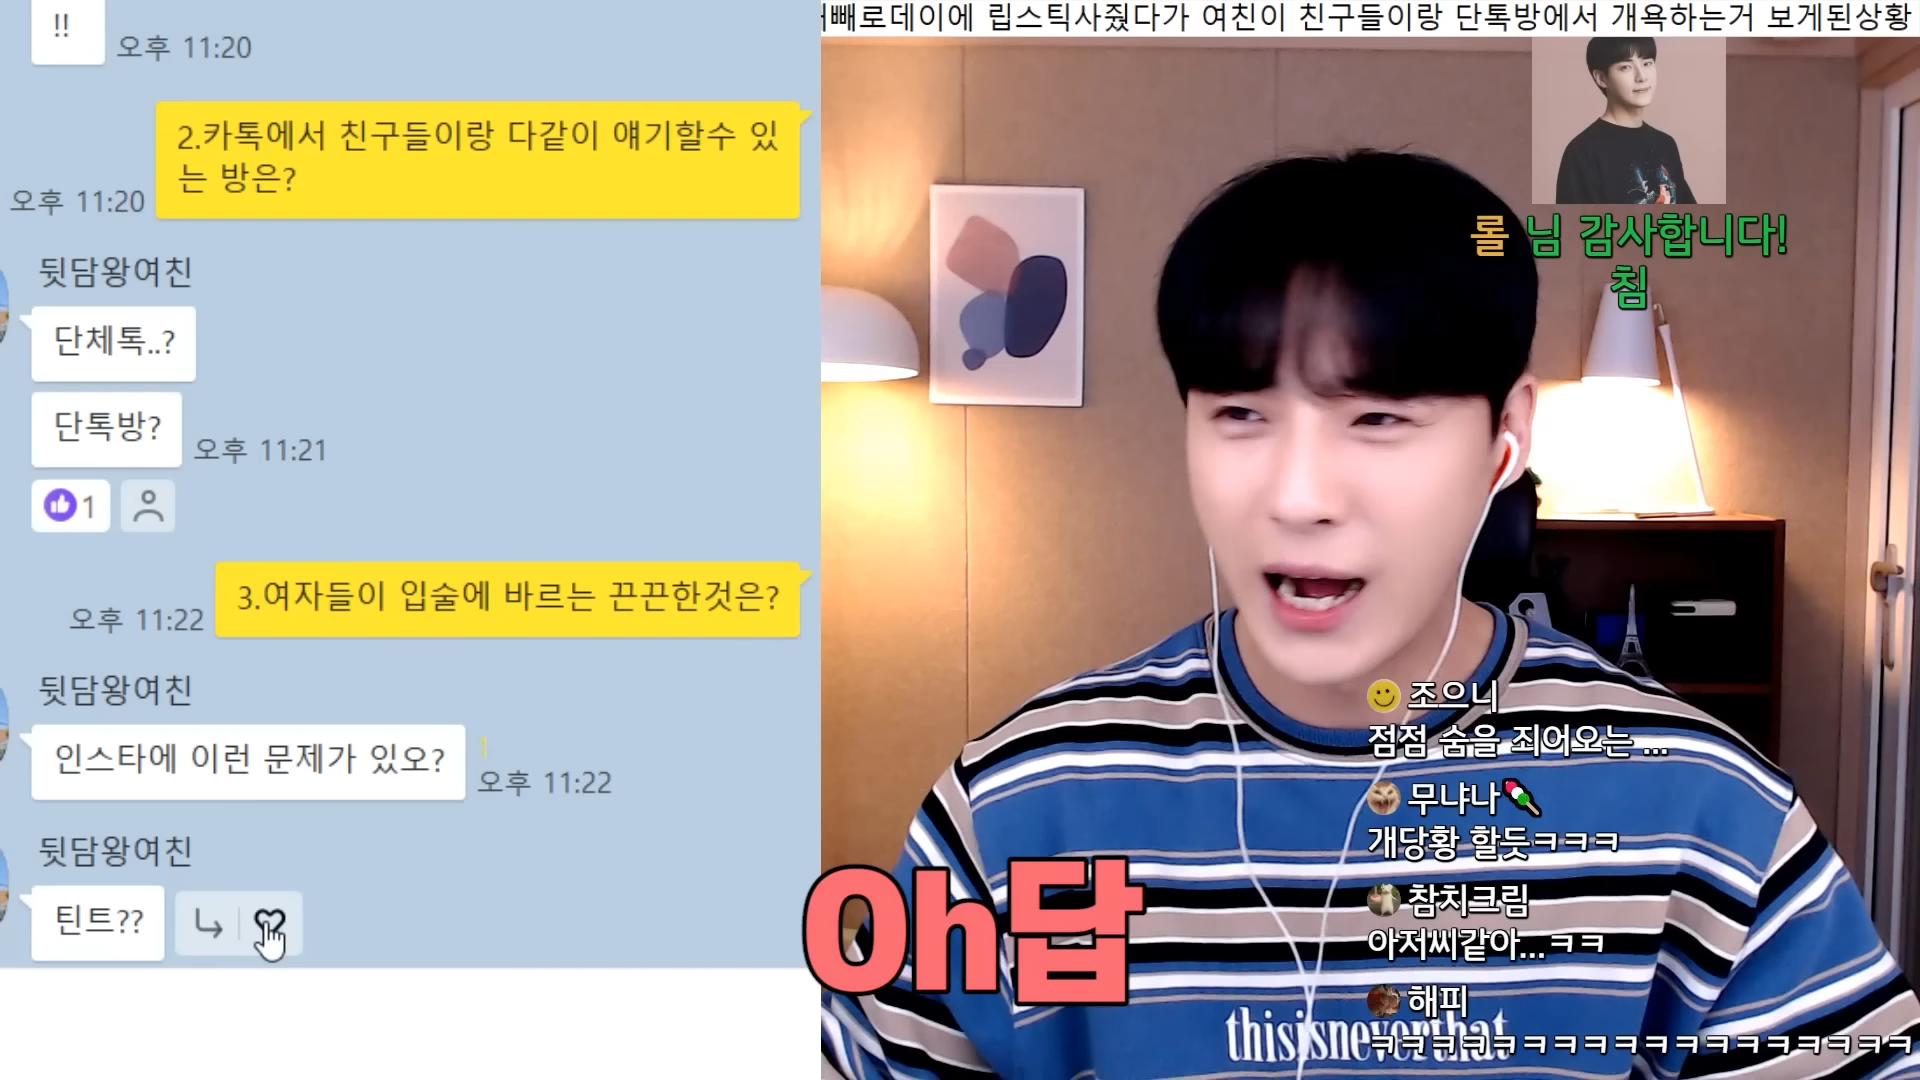 !!
오후 11:20
2.카톡에서 친구들이랑 다같이 얘기할수 있
는 방은?
오후 11:20
뒷담왕여친
단체톡..?
단톡방?
오후 11:21
1
3.여자들이 입술에 바르는 끈끈한것은?
오후 11:22
뒷담왕여친
인스타에 이런 문제가 있오?
1
오후 11:22
뒷담왕여친
틴트??
빼로데이에 립스틱사줬다가 여친이 친구들이랑 단톡방에서 개욕하는거 보게된상황
롤 님 감사합니다!
침
조으니
점점 숨을 죄어오는 ...
무냐나
개당황 할듯ㅋㅋㅋ
참치크림
아저씨같아...ㅋㅋ
해피
ㅋㅋㅋㅋㅋㅋㅋㅋㅋㅋㅋㅋㅋㅋㅋㅋㅋㅋ
Oh답
thisisneverthat